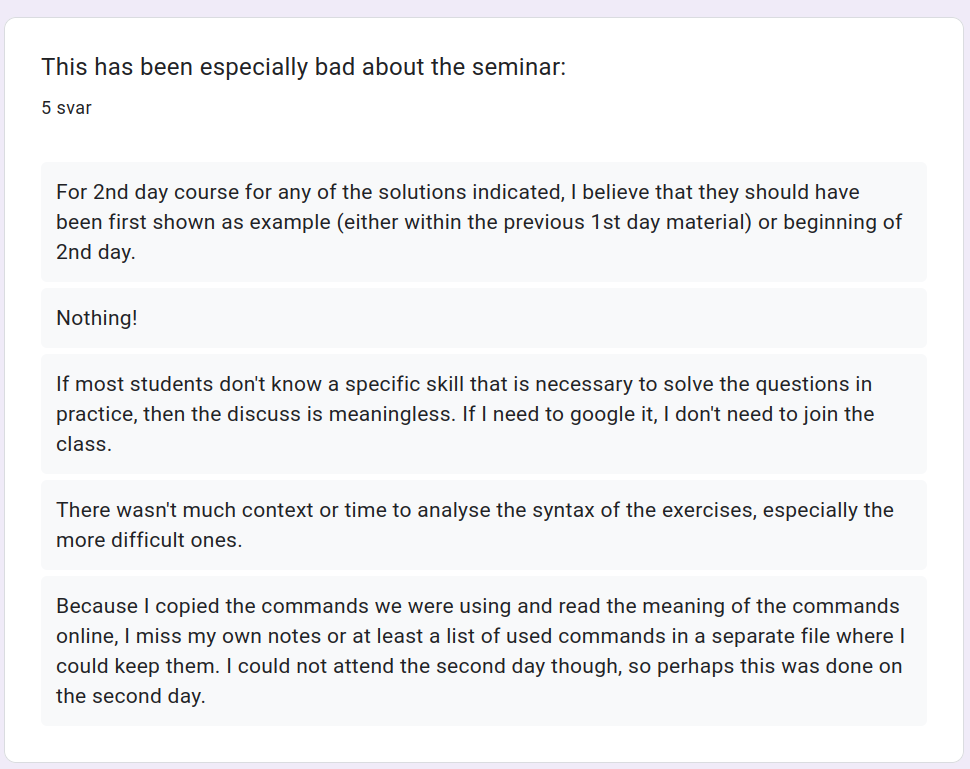 This has been especially bad about the seminar:
5 svar
For 2nd day course for any of the solutions indicated, I believe that they should have
been first shown as example (either within the previous 1st day material) or beginning of
2nd day.
Nothing!
If most students don't know a specific skill that is necessary to solve the questions in
practice, then the discuss is meaningless. If I need to google it, I don't need to join the
class.
There wasn't much context or time to analyse the syntax of the exercises, especially the
more difficult ones.
Because I copied the commands we were using and read the meaning of the commands
online, I miss my own notes or at least a list of used commands in a separate file where I
could keep them. I could not attend the second day though, so perhaps this was done on
the second day.